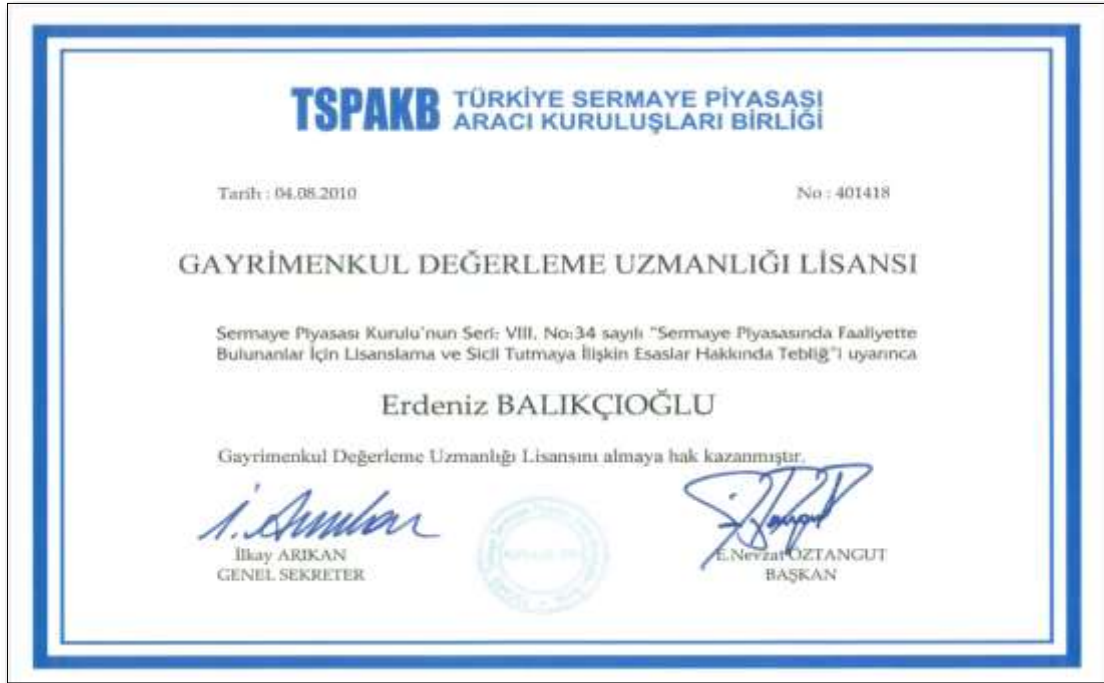 TSPAKB TÜRKİYE SERMAYE PİYASASI
ARACI KURULUŞLARI BİRLİĞİ
Tarih : 04.08.2010 No : 401418
GAYRİMENKUL DEĞERLEME UZMANLIĞI LİSANSI
Sermaye Piyasası Kurulu'nun Seri: VIII, No:34 sayılı "Sermaye Piyasasında Faaliyette
Bulunanlar İçin Lisanslama ve Sicil Tutmaya İlişkin Esaslar Hakkında Tebliğ"i uyarınca
Erdeniz BALIKÇIOĞLU
Gayrimenkul Değerleme Uzmanlığı Lisansını almaya hak kazanmıştır.
İlkay ARIKAN E.Nevzat ÖZTANGUT
GENEL SEKRETER BAŞKAN